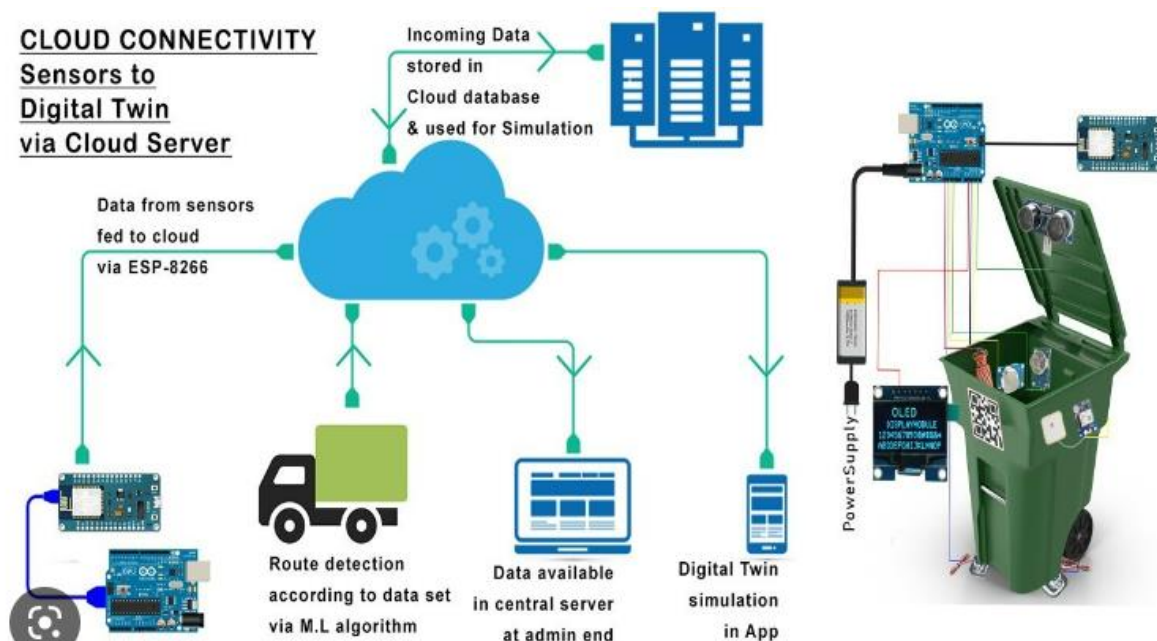 CLOUD CONNECTIVITY
Sensors to
Digital Twin
via Cloud Server
Incoming Data
stored in
Cloud database
& used for Simulation
Data from sensors
fed to cloud
via ESP-8266
Route detection
according to data set
via M.L algorithm
Data available
in central server
at admin end
Digital Twin
simulation
in App
PowerSupply
OLED
DISPLAYMODULE